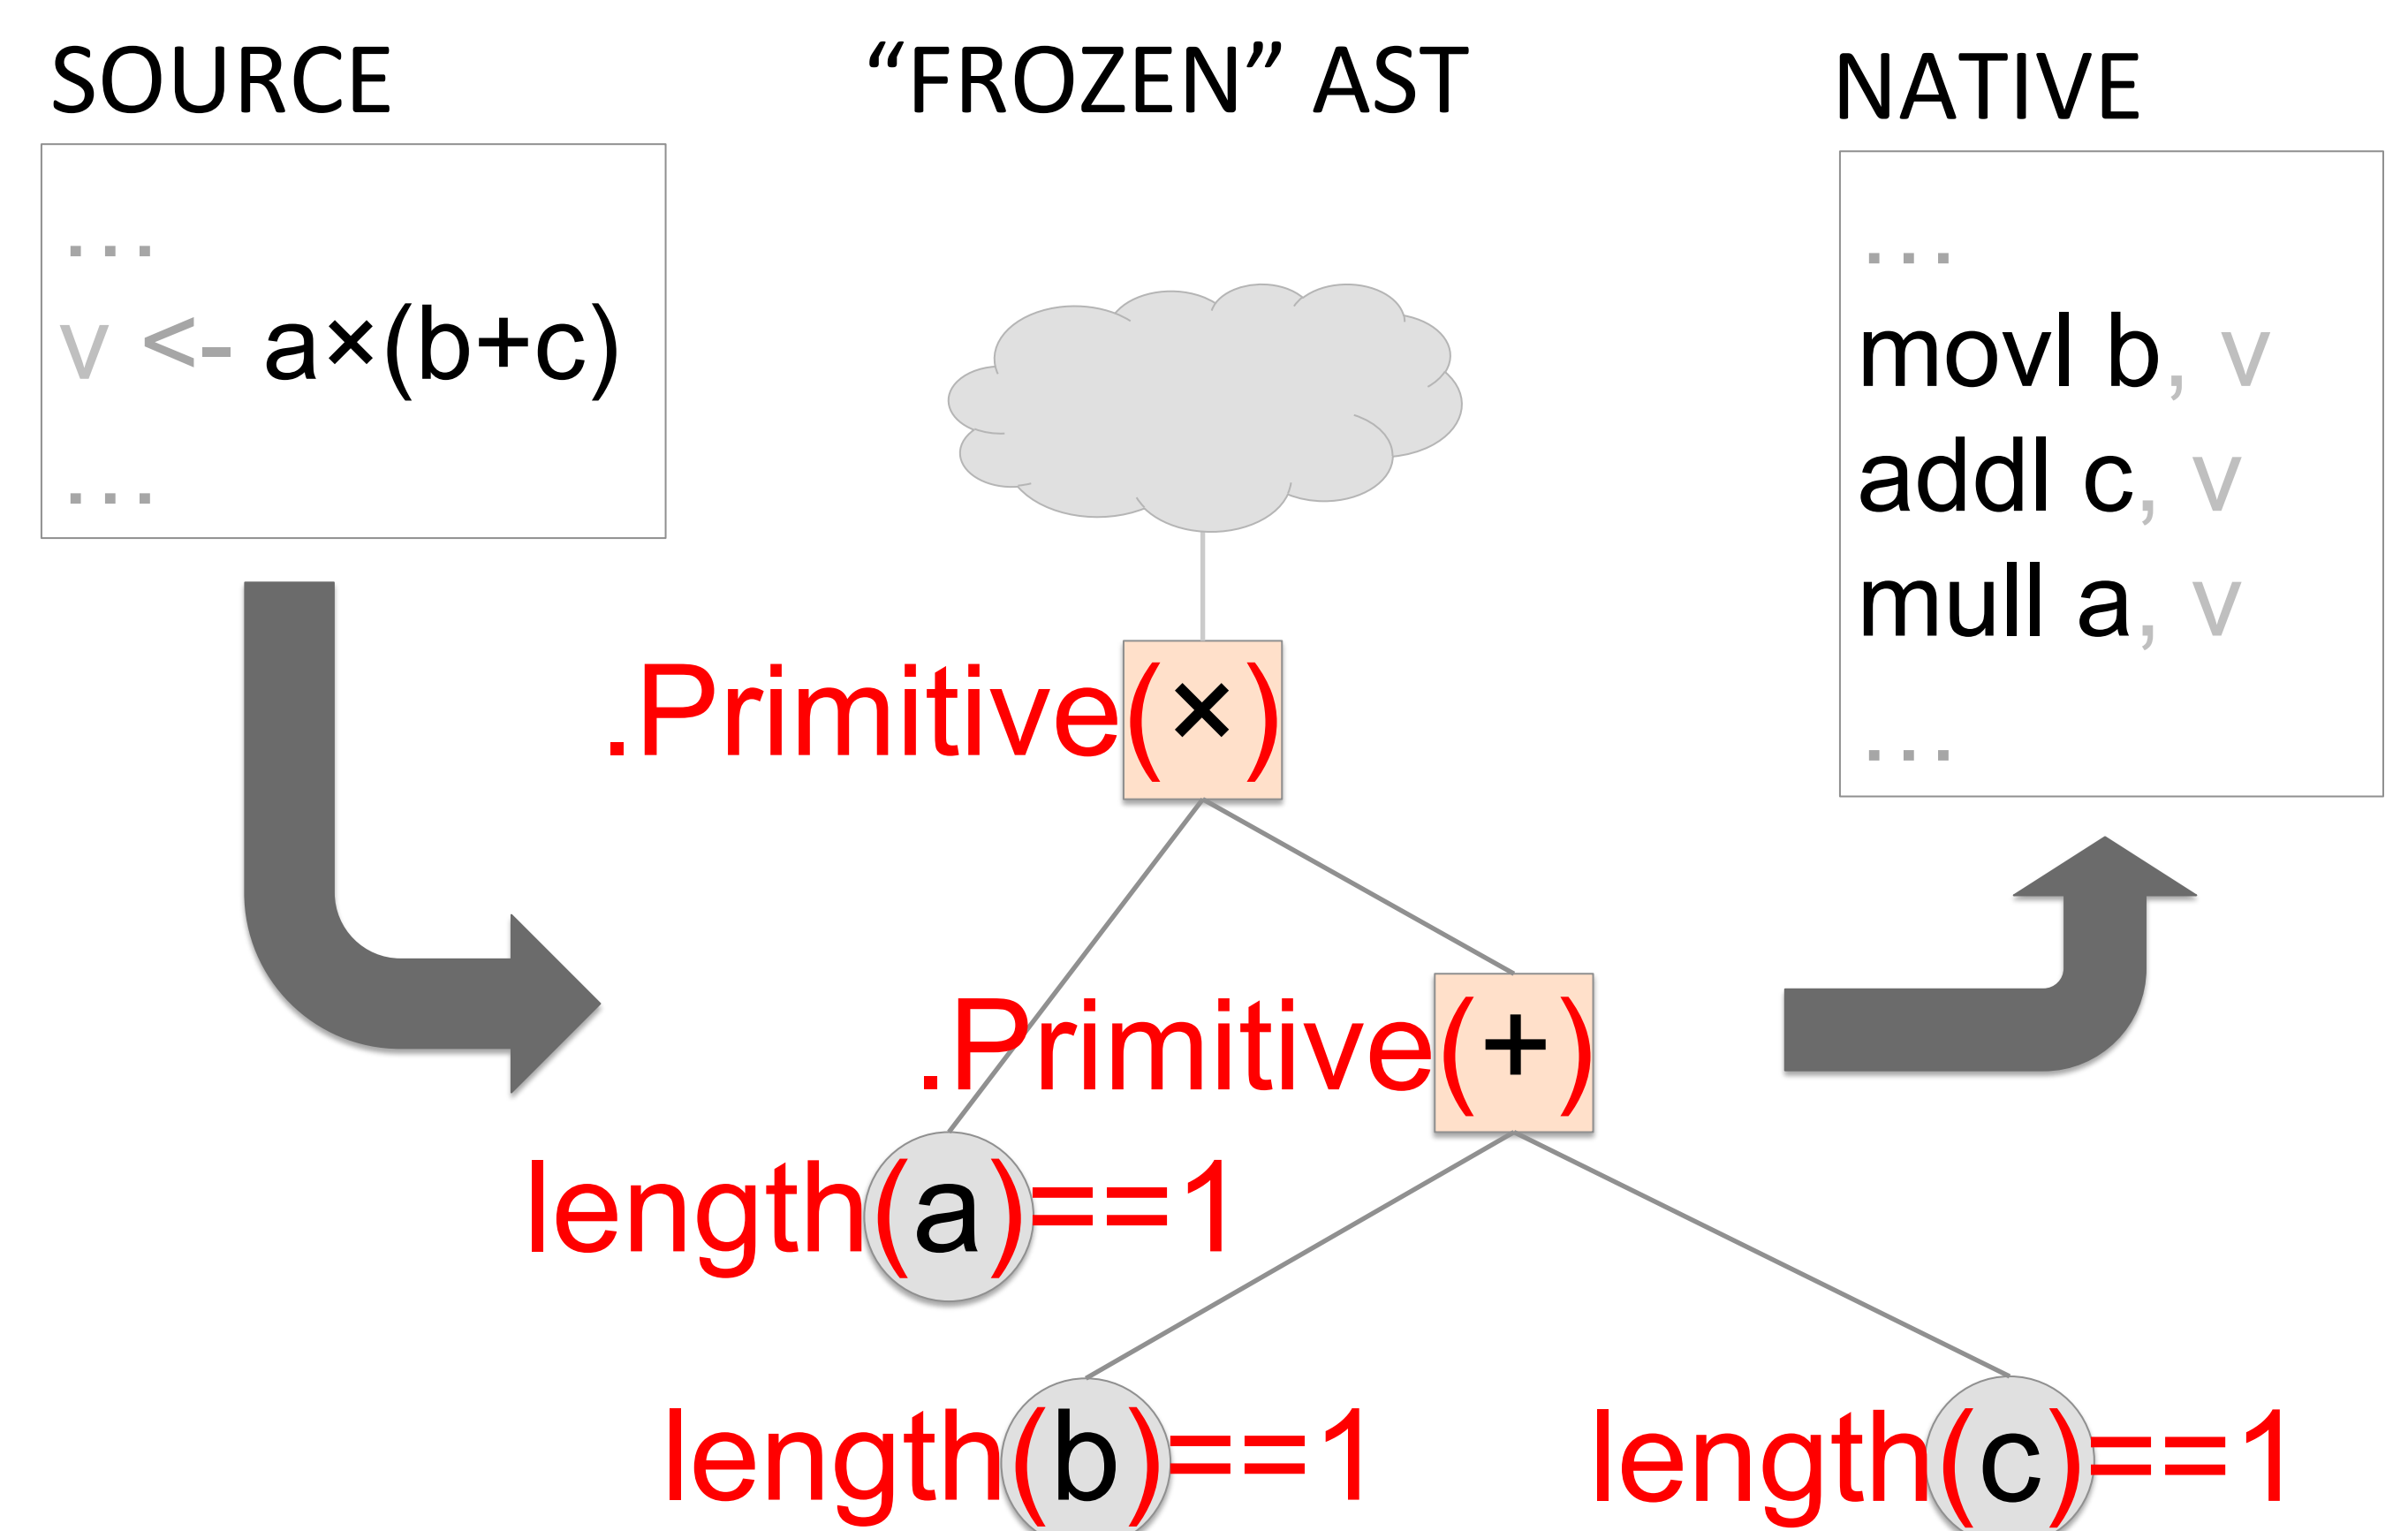 SOURCE
“FROZEN” AST
NATIVE
...
v <- a×(b+c)
...
...
movl b, v
addl c, v
mull a, v
...
.Primitive(×)
.Primitive(+)
length(a)==1
length(b)==1
length(c)==1